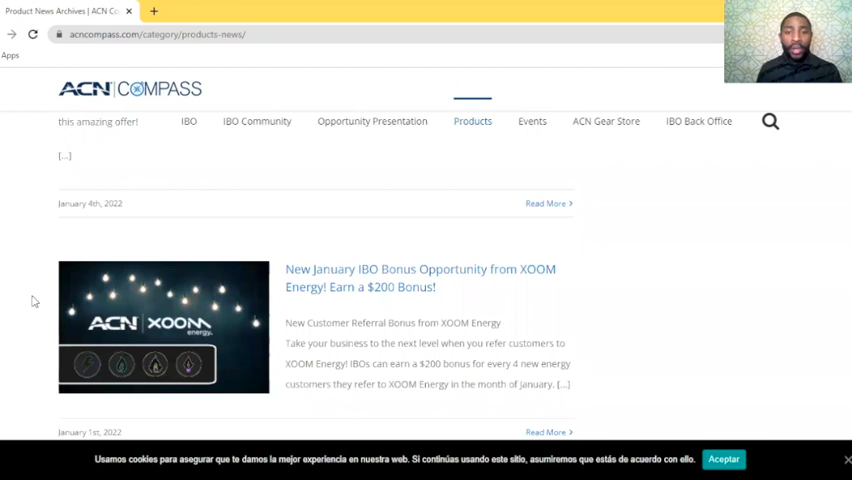 Product News Archives | ACN Co
acncompass.com/category/products-news/
Apps
ACN COMPASS
this amazing offer!
IBO
IBO Community
Opportunity Presentation
Products
Events
ACN Gear Store
IBO Back Office
[...]
January 4th, 2022
Read More >
New January IBO Bonus Opportunity from XOOM
Energy! Earn a $200 Bonus!
ACN | XOOM
energy.
New Customer Referral Bonus from XOOM Energy
Take your business to the next level when you refer customers to
XOOM Energy! IBOs can earn a $200 bonus for every 4 new energy
customers they refer to XOOM Energy in the month of January. [...]
January 1st, 2022
Read More >
Usamos cookies para asegurar que te damos la mejor experiencia en nuestra web. Si continúas usando este sitio, asumiremos que estás de acuerdo con ello.
Aceptar